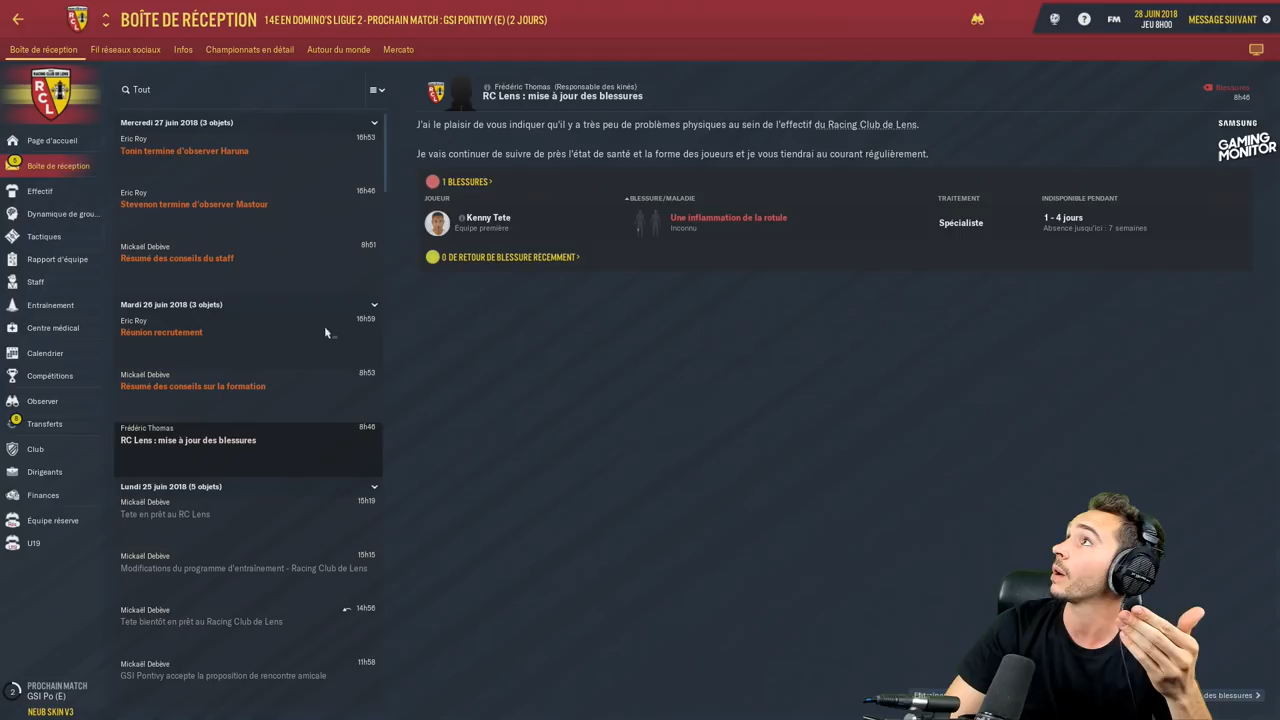 BOÎTE DE RÉCEPTION
14E EN DOMINO'S LIGUE 2 - PROCHAIN MATCH : GSI PONTIVY (E) (2 JOURS)
FM
28 JUIN 2018
JEU 8H00
MESSAGE SUIVANT
Boîte de réception
Fil réseaux sociaux
Infos
Championnats en détail
Autour du monde
Mercato
RCL
Page d'accueil
5
Boîte de réception
Effectif
Dynamique de grou...
Tactiques
Rapport d'équipe
Staff
Entraînement
Centre médical
Calendrier
Compétitions
Observer
8
Transferts
Club
Dirigeants
Finances
Équipe réserve
U19
2
PROCHAIN MATCH
GSI Po (E)
NEUB SKIN V3
Tout
Mercredi 27 juin 2018 (3 objets)
Eric Roy 16h53
Tonin termine d'observer Haruna
Eric Roy 16h46
Stevenon termine d'observer Mastour
Mickaël Debève 8h51
Résumé des conseils du staff
Mardi 26 juin 2018 (3 objets)
Eric Roy 16h59
Réunion recrutement
Mickaël Debève 8h53
Résumé des conseils sur la formation
Frédéric Thomas 8h46
RC Lens : mise à jour des blessures
Lundi 25 juin 2018 (5 objets)
Mickaël Debève 15h19
Tete en prêt au RC Lens
Mickaël Debève 15h15
Modifications du programme d'entraînement - Racing Club de Lens
Mickaël Debève 14h56
Tete bientôt en prêt au Racing Club de Lens
Mickaël Debève 11h58
GSI Pontivy accepte la proposition de rencontre amicale
Frédéric Thomas (Responsable des kinés)
RC Lens : mise à jour des blessures
Blessures
8h46
J'ai le plaisir de vous indiquer qu'il y a très peu de problèmes physiques au sein de l'effectif du Racing Club de Lens.
Je vais continuer de suivre de près l'état de santé et la forme des joueurs et je vous tiendrai au courant régulièrement.
SAMSUNG
GAMING
MONITOR
1 BLESSURES >
JOUEUR BLESSURE/MALADIE TRAITEMENT INDISPONIBLE PENDANT
Kenny Tete Une inflammation de la rotule Spécialiste 1 - 4 jours
Équipe première Inconnu Absence jusqu'ici : 7 semaines
0 DE RETOUR DE BLESSURE RÉCEMMENT >
des blessures >